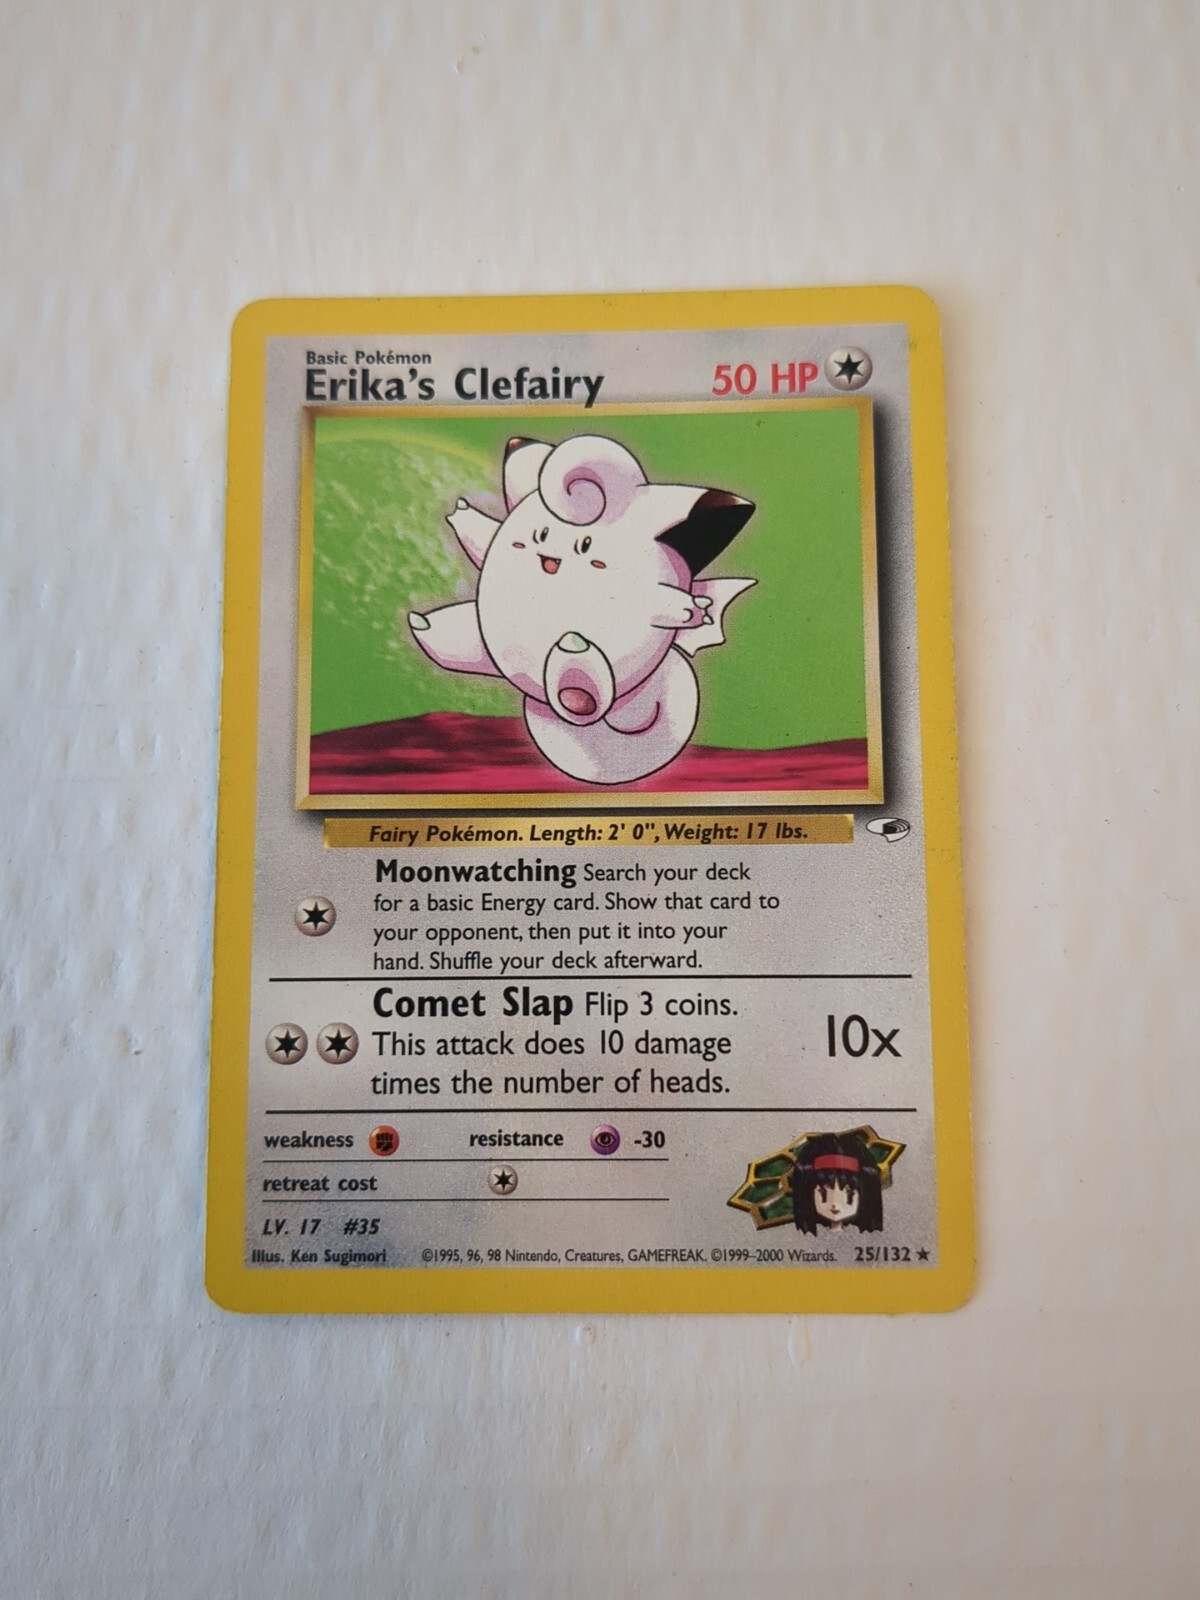 Basic Pokémon
Erika's Clefairy 50 HP
Fairy Pokémon. Length: 2' 0", Weight: 17 lbs.
Moonwatching Search your deck
for a basic Energy card. Show that card to
your opponent, then put it into your
hand. Shuffle your deck afterward.
Comet Slap Flip 3 coins.
This attack does 10 damage
times the number of heads.
10x
weakness resistance -30
retreat cost
LV. 17 #35
Illus. Ken Sugimori ©1995, 96, 98 Nintendo, Creatures, GAMEFREAK. ©1999–2000 Wizards. 25/132 ★